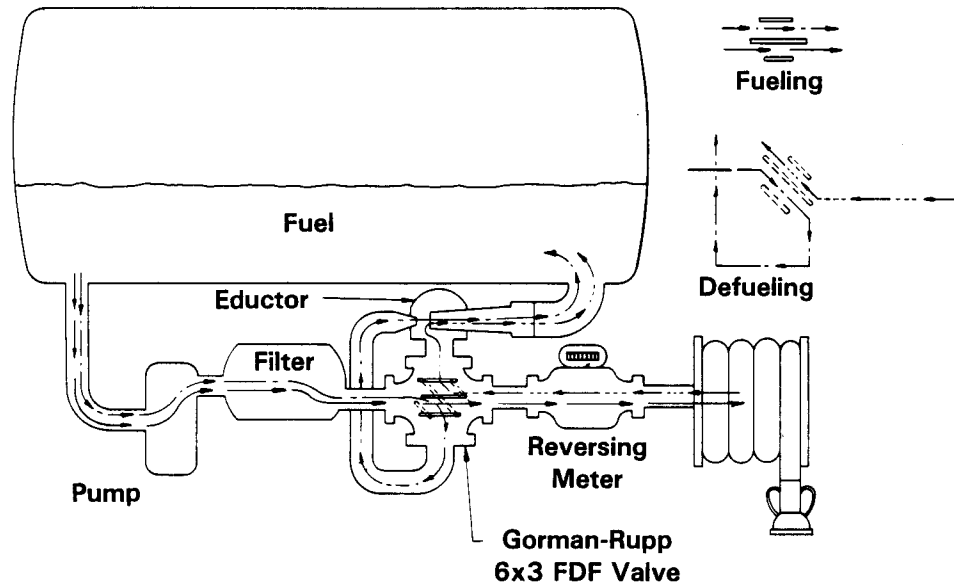 Fueling
Fuel
Defueling
Eductor
Filter
Reversing
Meter
Pump
Gorman-Rupp
6x3 FDF Valve